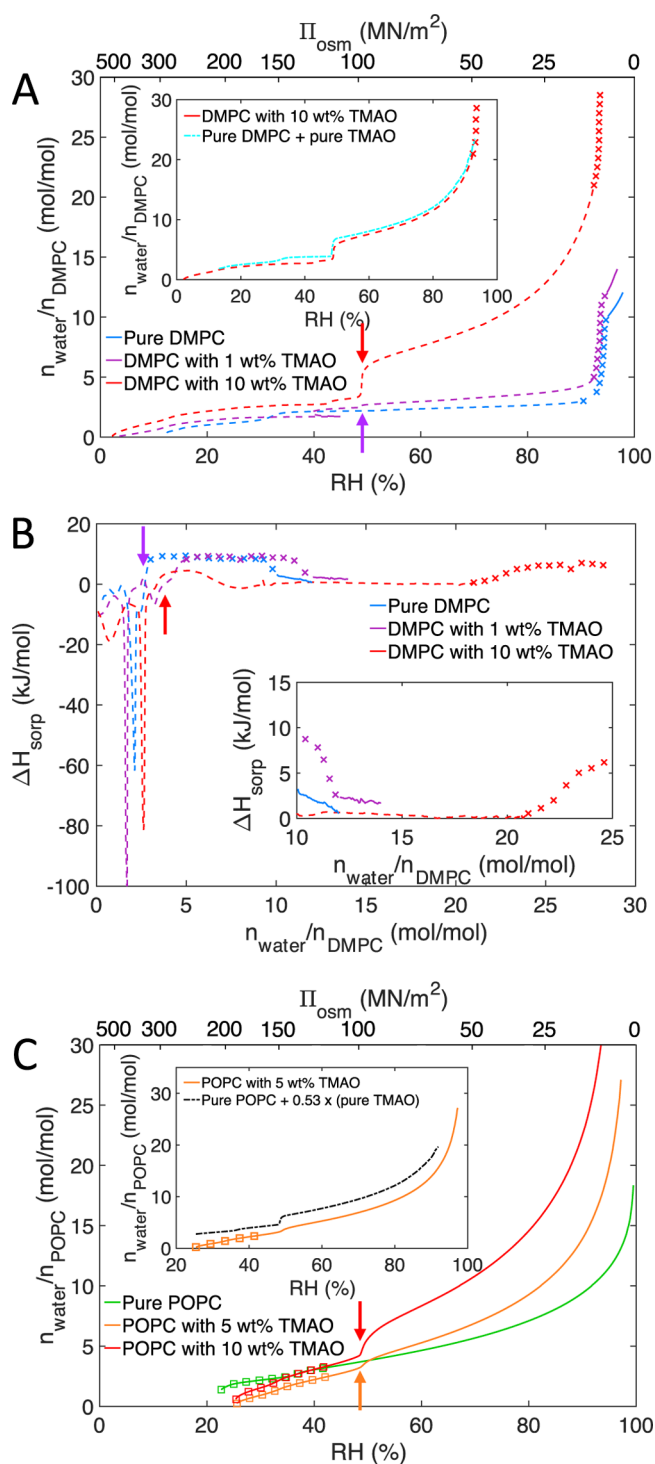 Π_osm (MN/m²)
500 300 200 150 100 50 25 0
A
30
25
20
15
10
5
0
n_water/n_DMPC (mol/mol)
30
20
10
0
n_water/n_DMPC (mol/mol)
DMPC with 10 wt% TMAO
Pure DMPC + pure TMAO
0 20 40 60 80 100
RH (%)
Pure DMPC
DMPC with 1 wt% TMAO
DMPC with 10 wt% TMAO
0 20 40 60 80 100
RH (%)
B
20
0
-20
-40
-60
-80
-100
ΔH_sorp (kJ/mol)
Pure DMPC
DMPC with 1 wt% TMAO
DMPC with 10 wt% TMAO
15
10
5
0
ΔH_sorp (kJ/mol)
10 15 20 25
n_water/n_DMPC (mol/mol)
0 5 10 15 20 25 30
n_water/n_DMPC (mol/mol)
Π_osm (MN/m²)
500 300 200 150 100 50 25 0
C
30
25
20
15
10
5
0
n_water/n_POPC (mol/mol)
30
20
10
0
n_water/n_POPC (mol/mol)
POPC with 5 wt% TMAO
Pure POPC + 0.53 x (pure TMAO)
20 40 60 80 100
RH (%)
Pure POPC
POPC with 5 wt% TMAO
POPC with 10 wt% TMAO
0 20 40 60 80 100
RH (%)